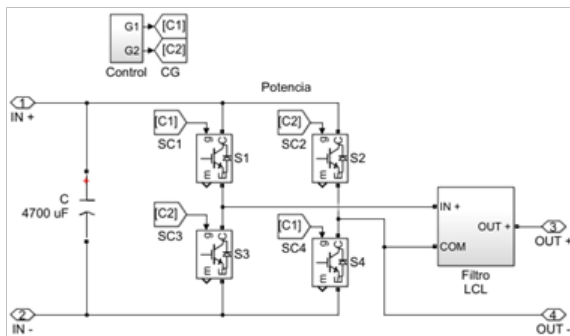 G1
[C1]
G2
[C2]
Control
CG
Potencia
1
IN +
[C1]
g
C
m
E
SC1
S1
[C2]
g
C
m
E
SC2
S2
C
4700 uF
[C2]
g
C
m
E
SC3
S3
[C1]
g
C
m
E
SC4
S4
IN +
OUT +
COM
Filtro
LCL
3
OUT +
2
IN -
4
OUT -